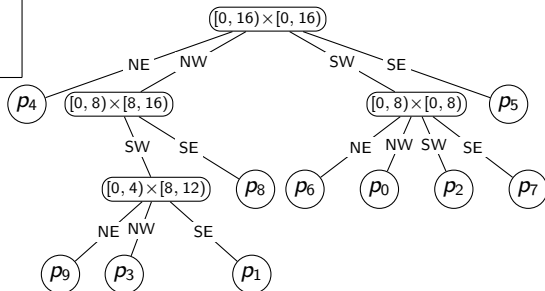 [0, 16)×[0, 16)
NE NW SW SE
p4 [0, 8)×[8, 16) [0, 8)×[0, 8) p5
SW SE NE NW SW SE
[0, 4)×[8, 12) p8 p6 p0 p2 p7
NE NW SE
p9 p3 p1